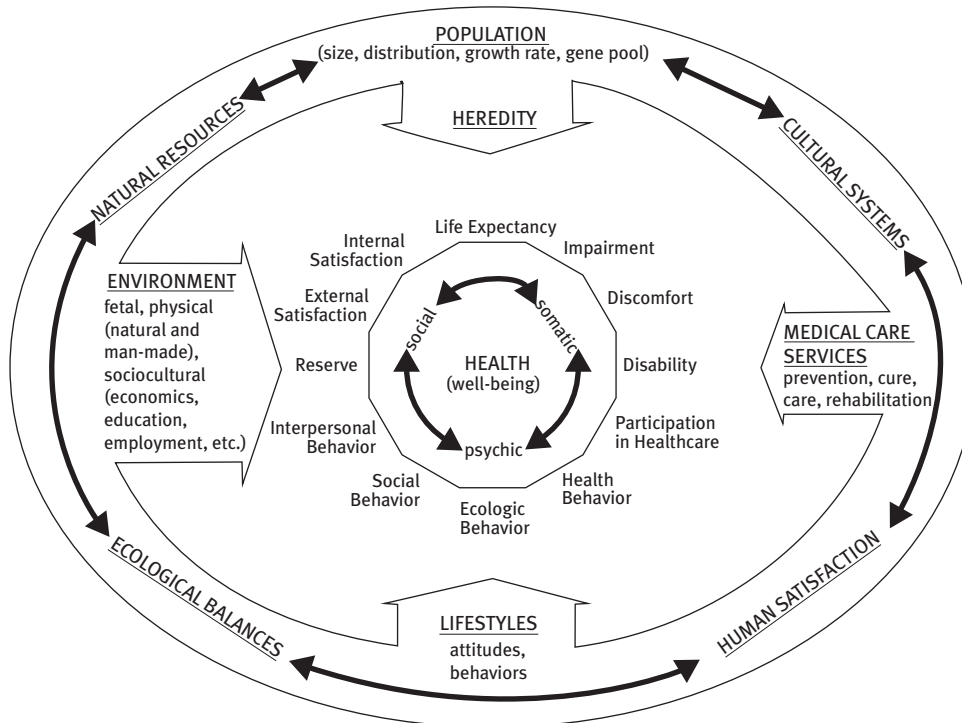 POPULATION
(size, distribution, growth rate, gene pool)
HEREDITY
NATURAL RESOURCES
CULTURAL SYSTEMS
ENVIRONMENT
fetal, physical
(natural and
man-made),
sociocultural
(economics,
education,
employment, etc.)
Life Expectancy
Impairment
Discomfort
Disability
Participation
in Healthcare
Health
Behavior
Ecologic
Behavior
Social
Behavior
Interpersonal
Behavior
Reserve
External
Satisfaction
Internal
Satisfaction
social
somatic
HEALTH
(well-being)
psychic
MEDICAL CARE
SERVICES
prevention, cure,
care, rehabilitation
ECOLOGICAL BALANCES
HUMAN SATISFACTION
LIFESTYLES
attitudes,
behaviors